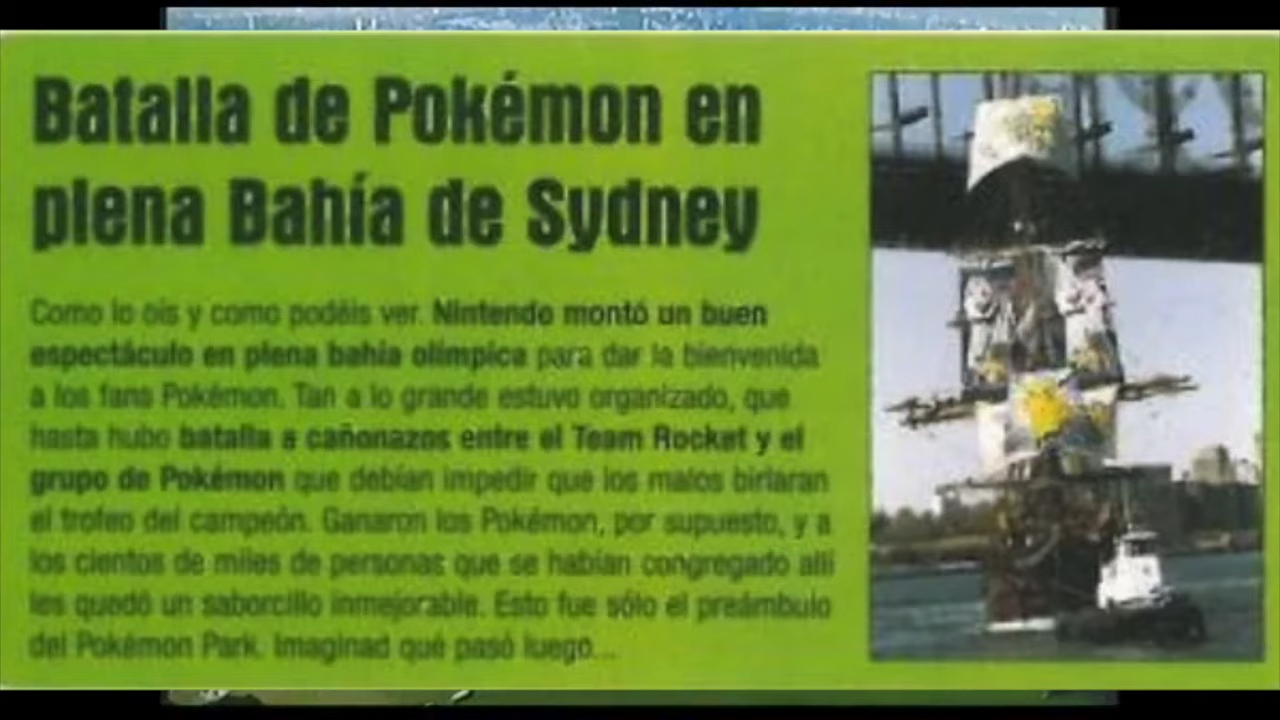 Batalla de Pokémon en
plena Bahía de Sydney
Como lo oís y como podéis ver. Nintendo montó un buen
espectáculo en plena bahía olímpica para dar la bienvenida
a los fans Pokémon. Tan a lo grande estuvo organizado, que
hasta hubo batalla a cañonazos entre el Team Rocket y el
grupo de Pokémon que debían impedir que los malos birlaran
el trofeo del campeón. Ganaron los Pokémon, por supuesto, y a
los cientos de miles de personas que se habían congregado allí
les quedó un saborcillo inmejorable. Esto fue sólo el preámbulo
del Pokémon Park. Imaginad qué pasó luego...